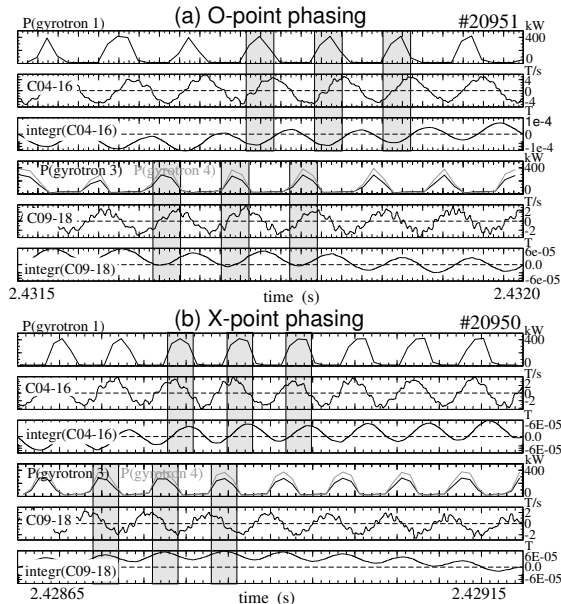 (a) O-point phasing #20951
P(gyrotron 1) kW
400
0
T/s
C04-16 4
0
-4
T
integr(C04-16) 1e-4
0
-1e-4
kW
P(gyrotron 3) P(gyrotron 4) 400
0
T/s
C09-18 2
0
-2
T
integr(C09-18) 6e-05
0.0
-6e-05
2.4315 time (s) 2.4320
(b) X-point phasing #20950
P(gyrotron 1) kW
400
0
T/s
C04-16 2
0
-2
T
integr(C04-16) -6E-05
0.0
-6E-05
kW
P(gyrotron 3) P(gyrotron 4) 400
0
T/s
C09-18 2
0
-2
T
integr(C09-18) 6E-05
0.0
-6E-05
2.42865 time (s) 2.42915